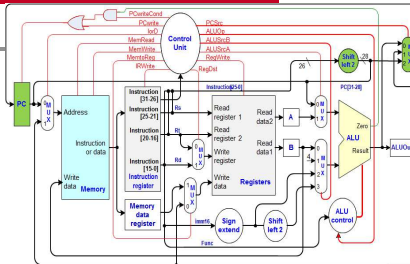 PCwriteCond
PCwrite
IorD
MemRead
MemWrite
MemtoReg
IRWrite
Control
Unit
PCSrc
ALUOp
ALUSrcB
ALUSrcA
RegWrite
RegDst
26
Shift
left 2
28
PC
0
M
U
X
1
Address
Instruction
or data
Write
data
Memory
Instruction
[31-26]
Instruction
[25-21]
[20-16]
Instruction
[15-0]
Instruction
register
Memory
data
register
Rs
Rt
Rd
0
M
U
X
1
Read
register 1
Read
register 2
Write
register
Write
data
Read
data2
Read
data1
Registers
A
B
4
0
M
U
X
1
0
1
M
U
X
2
3
PC[31-28]
Zero
ALU
Result
ALUOu
imm16
Sign
extend
Shift
left 2
ALU
control
Func